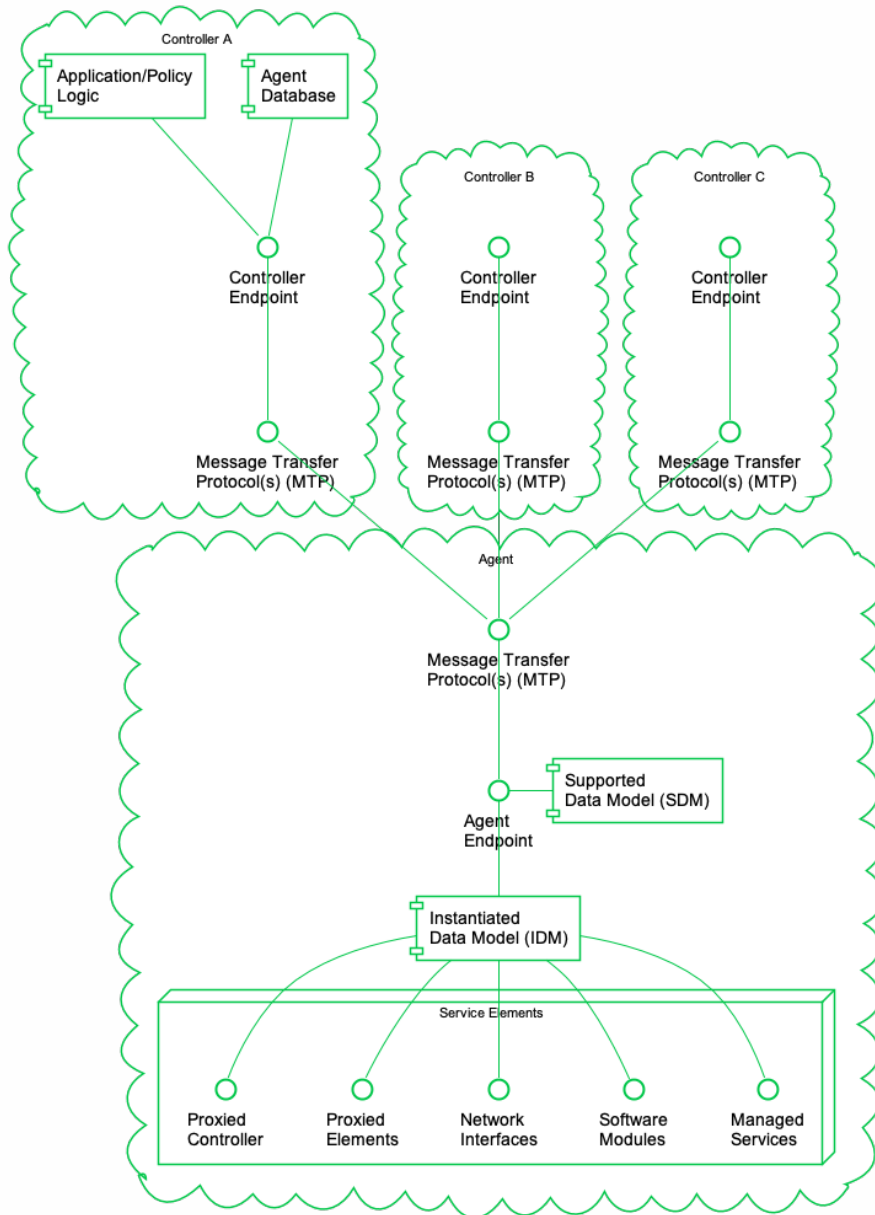 Controller A
Application/Policy
Logic
Agent
Database
Controller B
Controller C
Controller
Endpoint
Controller
Endpoint
Controller
Endpoint
Message Transfer
Protocol(s) (MTP)
Message Transfer
Protocol(s) (MTP)
Message Transfer
Protocol(s) (MTP)
Agent
Message Transfer
Protocol(s) (MTP)
Supported
Data Model (SDM)
Agent
Endpoint
Instantiated
Data Model (IDM)
Service Elements
Proxied
Controller
Proxied
Elements
Network
Interfaces
Software
Modules
Managed
Services